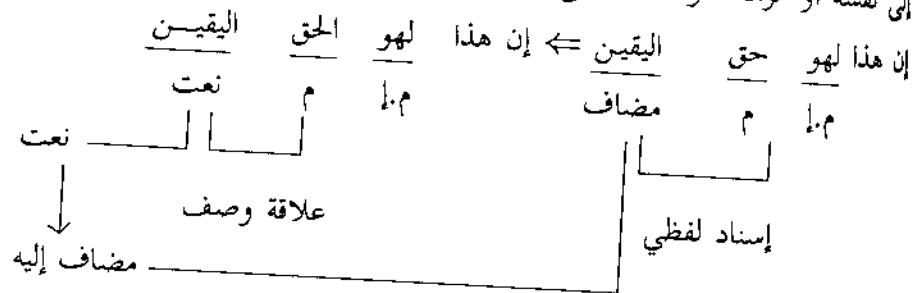 إلى نفسه أو
إن هذا لهو حق اليقين ⇐ إن هذا لهو الحق اليقيـن
م.إ م مضاف م.إ م نعت
نعت
علاقة وصف
إسناد لفظي
مضاف إليه